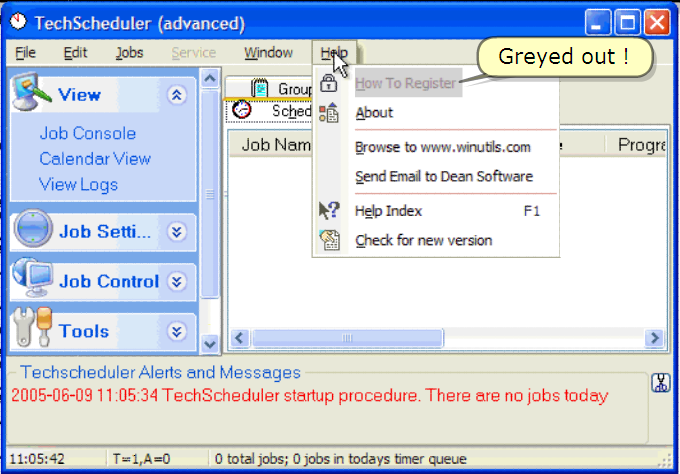 TechScheduler (advanced)
File Edit Jobs Service Window Help
Greyed out !
How To Register
About
Browse to www.winutils.com
Send Email to Dean Software
Help Index F1
Check for new version
View
Job Console
Calendar View
View Logs
Job Setti...
Job Control
Tools
Group
Sched
Job Nam Progra
Techscheduler Alerts and Messages
2005-06-09 11:05:34 TechScheduler startup procedure. There are no jobs today
11:05:42 T=1,A=0 0 total jobs; 0 jobs in todays timer queue